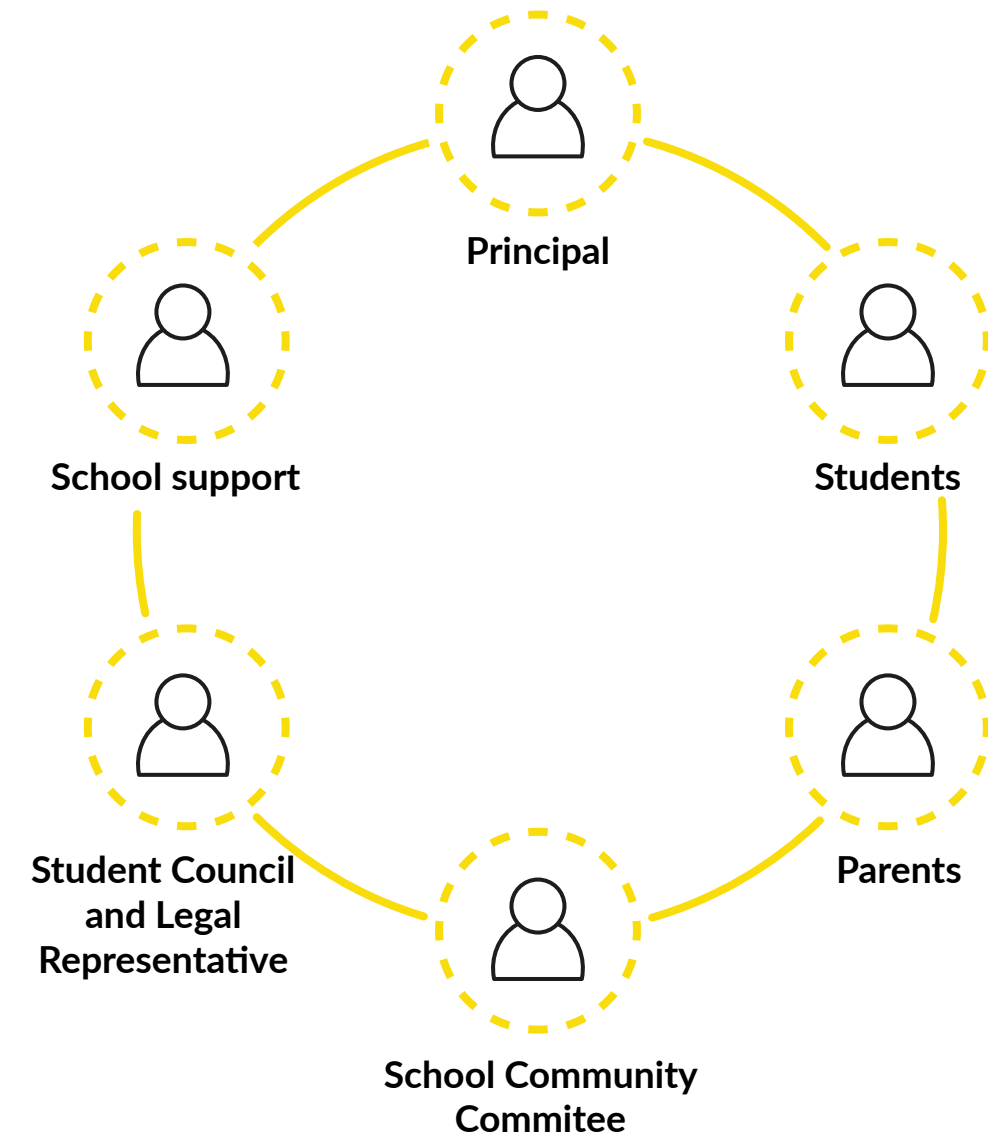 Principal
School support
Students
Student Council
and Legal
Representative
Parents
School Community
Commitee